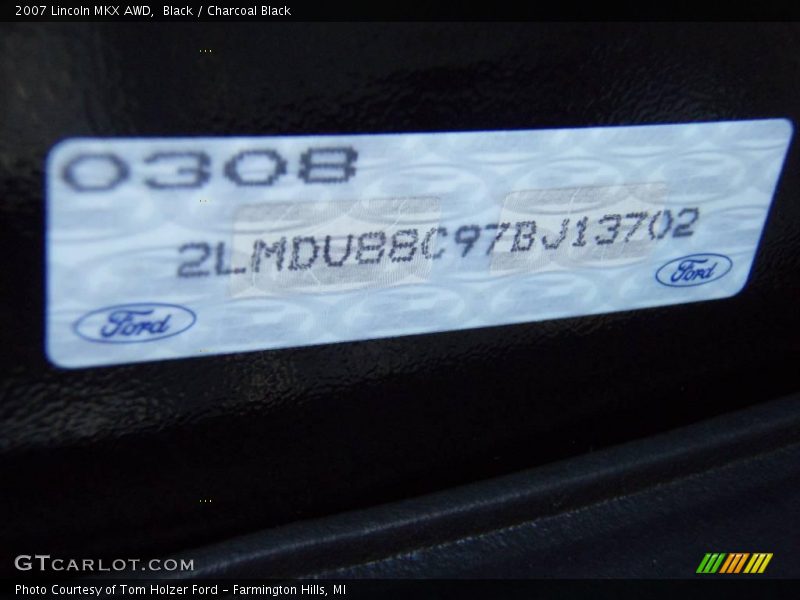 2007 Lincoln MKX AWD,  Black / Charcoal Black
0308
2LMDU88C97BJ13702
Ford
Ford
GTCARLOT.COM
Photo Courtesy of Tom Holzer Ford - Farmington Hills, MI